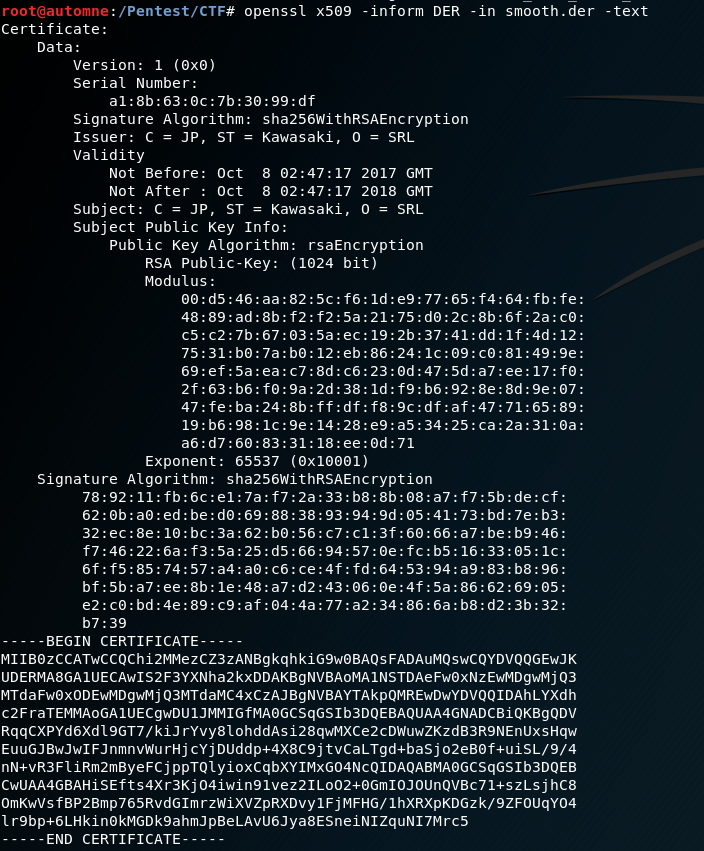 root@automne:/Pentest/CTF# openssl x509 -inform DER -in smooth.der -text
Certificate:
    Data:
        Version: 1 (0x0)
        Serial Number:
            a1:8b:63:0c:7b:30:99:df
        Signature Algorithm: sha256WithRSAEncryption
        Issuer: C = JP, ST = Kawasaki, O = SRL
        Validity
            Not Before: Oct  8 02:47:17 2017 GMT
            Not After : Oct  8 02:47:17 2018 GMT
        Subject: C = JP, ST = Kawasaki, O = SRL
        Subject Public Key Info:
            Public Key Algorithm: rsaEncryption
                RSA Public-Key: (1024 bit)
                Modulus:
                    00:d5:46:aa:82:5c:f6:1d:e9:77:65:f4:64:fb:fe:
                    48:89:ad:8b:f2:f2:5a:21:75:d0:2c:8b:6f:2a:c0:
                    c5:c2:7b:67:03:5a:ec:19:2b:37:41:dd:1f:4d:12:
                    75:31:b0:7a:b0:12:eb:86:24:1c:09:c0:81:49:9e:
                    69:ef:5a:ea:c7:8d:c6:23:0d:47:5d:a7:ee:17:f0:
                    2f:63:b6:f0:9a:2d:38:1d:f9:b6:92:8e:8d:9e:07:
                    47:fe:ba:24:8b:ff:df:f8:9c:df:af:47:71:65:89:
                    19:b6:98:1c:9e:14:28:e9:a5:34:25:ca:2a:31:0a:
                    a6:d7:60:83:31:18:ee:0d:71
                Exponent: 65537 (0x10001)
    Signature Algorithm: sha256WithRSAEncryption
         78:92:11:fb:6c:e1:7a:f7:2a:33:b8:8b:08:a7:f7:5b:de:cf:
         62:0b:a0:ed:be:d0:69:88:38:93:94:9d:05:41:73:bd:7e:b3:
         32:ec:8e:10:bc:3a:62:b0:56:c7:c1:3f:60:66:a7:be:b9:46:
         f7:46:22:6a:f3:5a:25:d5:66:94:57:0e:fc:b5:16:33:05:1c:
         6f:f5:85:74:57:a4:a0:c6:ce:4f:fd:64:53:94:a9:83:b8:96:
         bf:5b:a7:ee:8b:1e:48:a7:d2:43:06:0e:4f:5a:86:62:69:05:
         e2:c0:bd:4e:89:c9:af:04:4a:77:a2:34:86:6a:b8:d2:3b:32:
         b7:39
-----BEGIN CERTIFICATE-----
MIIB0zCCATwCCQChi2MMezCZ3zANBgkqhkiG9w0BAQsFADAuMQswCQYDVQQGEwJK
UDERMA8GA1UECAwIS2F3YXNha2kxDDAKBgNVBAoMA1NSTDAeFw0xNzEwMDgwMjQ3
MTdaFw0xODEwMDgwMjQ3MTdaMC4xCzAJBgNVBAYTAkpQMREwDwYDVQQIDAhLYXdh
c2FraTEMMAoGA1UECgwDU1JMMIGfMA0GCSqGSIb3DQEBAQUAA4GNADCBiQKBgQDV
RqqCXPYd6Xdl9GT7/kiJrYvy8lohddAsi28qwMXCe2cDWuwZKzdB3R9NEnUxsHqw
EuuGJBwJwIFJnmnvWurHjcYjDUddp+4X8C9jtvCaLTgd+baSjo2eB0f+uiSL/9/4
nN+vR3FliRm2mByeFCjppTQlyioxCqbXYIMxGO4NcQIDAQABMA0GCSqGSIb3DQEB
CwUAA4GBAHiSEfts4Xr3KjO4iwin91vez2ILoO2+0GmIOJOUnQVBc71+szLsjhC8
OmKwVsfBP2Bmp765RvdGImrzWiXVZpRXDvy1FjMFHG/1hXRXpKDGzk/9ZFOUqYO4
lr9bp+6LHkin0kMGDk9ahmJpBeLAvU6Jya8ESneiNIZquNI7Mrc5
-----END CERTIFICATE-----